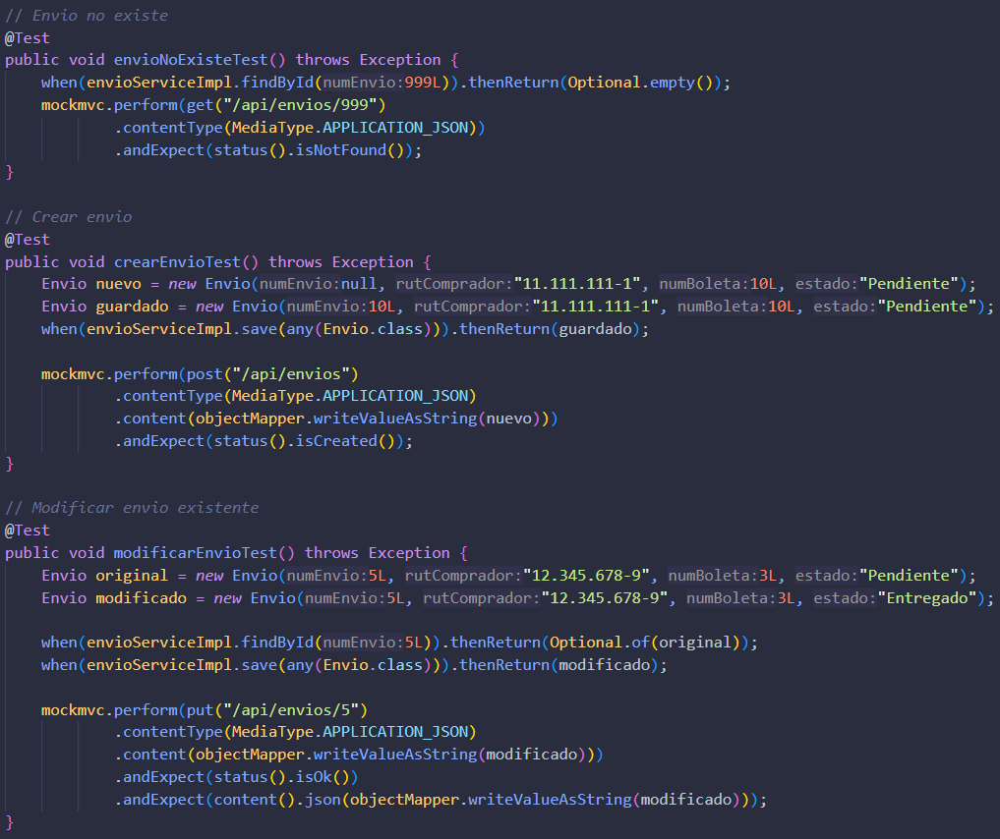 // Envio no existe
@Test
public void envioNoExisteTest() throws Exception {
    when(envioServiceImpl.findById(numEnvio:999L)).thenReturn(Optional.empty());
    mockmvc.perform(get("/api/envios/999")
            .contentType(MediaType.APPLICATION_JSON))
            .andExpect(status().isNotFound());
}

// Crear envio
@Test
public void crearEnvioTest() throws Exception {
    Envio nuevo = new Envio(numEnvio:null, rutComprador:"11.111.111-1", numBoleta:10L, estado:"Pendiente");
    Envio guardado = new Envio(numEnvio:10L, rutComprador:"11.111.111-1", numBoleta:10L, estado:"Pendiente");
    when(envioServiceImpl.save(any(Envio.class))).thenReturn(guardado);

    mockmvc.perform(post("/api/envios")
            .contentType(MediaType.APPLICATION_JSON)
            .content(objectMapper.writeValueAsString(nuevo)))
            .andExpect(status().isCreated());
}

// Modificar envio existente
@Test
public void modificarEnvioTest() throws Exception {
    Envio original = new Envio(numEnvio:5L, rutComprador:"12.345.678-9", numBoleta:3L, estado:"Pendiente");
    Envio modificado = new Envio(numEnvio:5L, rutComprador:"12.345.678-9", numBoleta:3L, estado:"Entregado");

    when(envioServiceImpl.findById(numEnvio:5L)).thenReturn(Optional.of(original));
    when(envioServiceImpl.save(any(Envio.class))).thenReturn(modificado);

    mockmvc.perform(put("/api/envios/5")
            .contentType(MediaType.APPLICATION_JSON)
            .content(objectMapper.writeValueAsString(modificado)))
            .andExpect(status().isOk())
            .andExpect(content().json(objectMapper.writeValueAsString(modificado)));
}